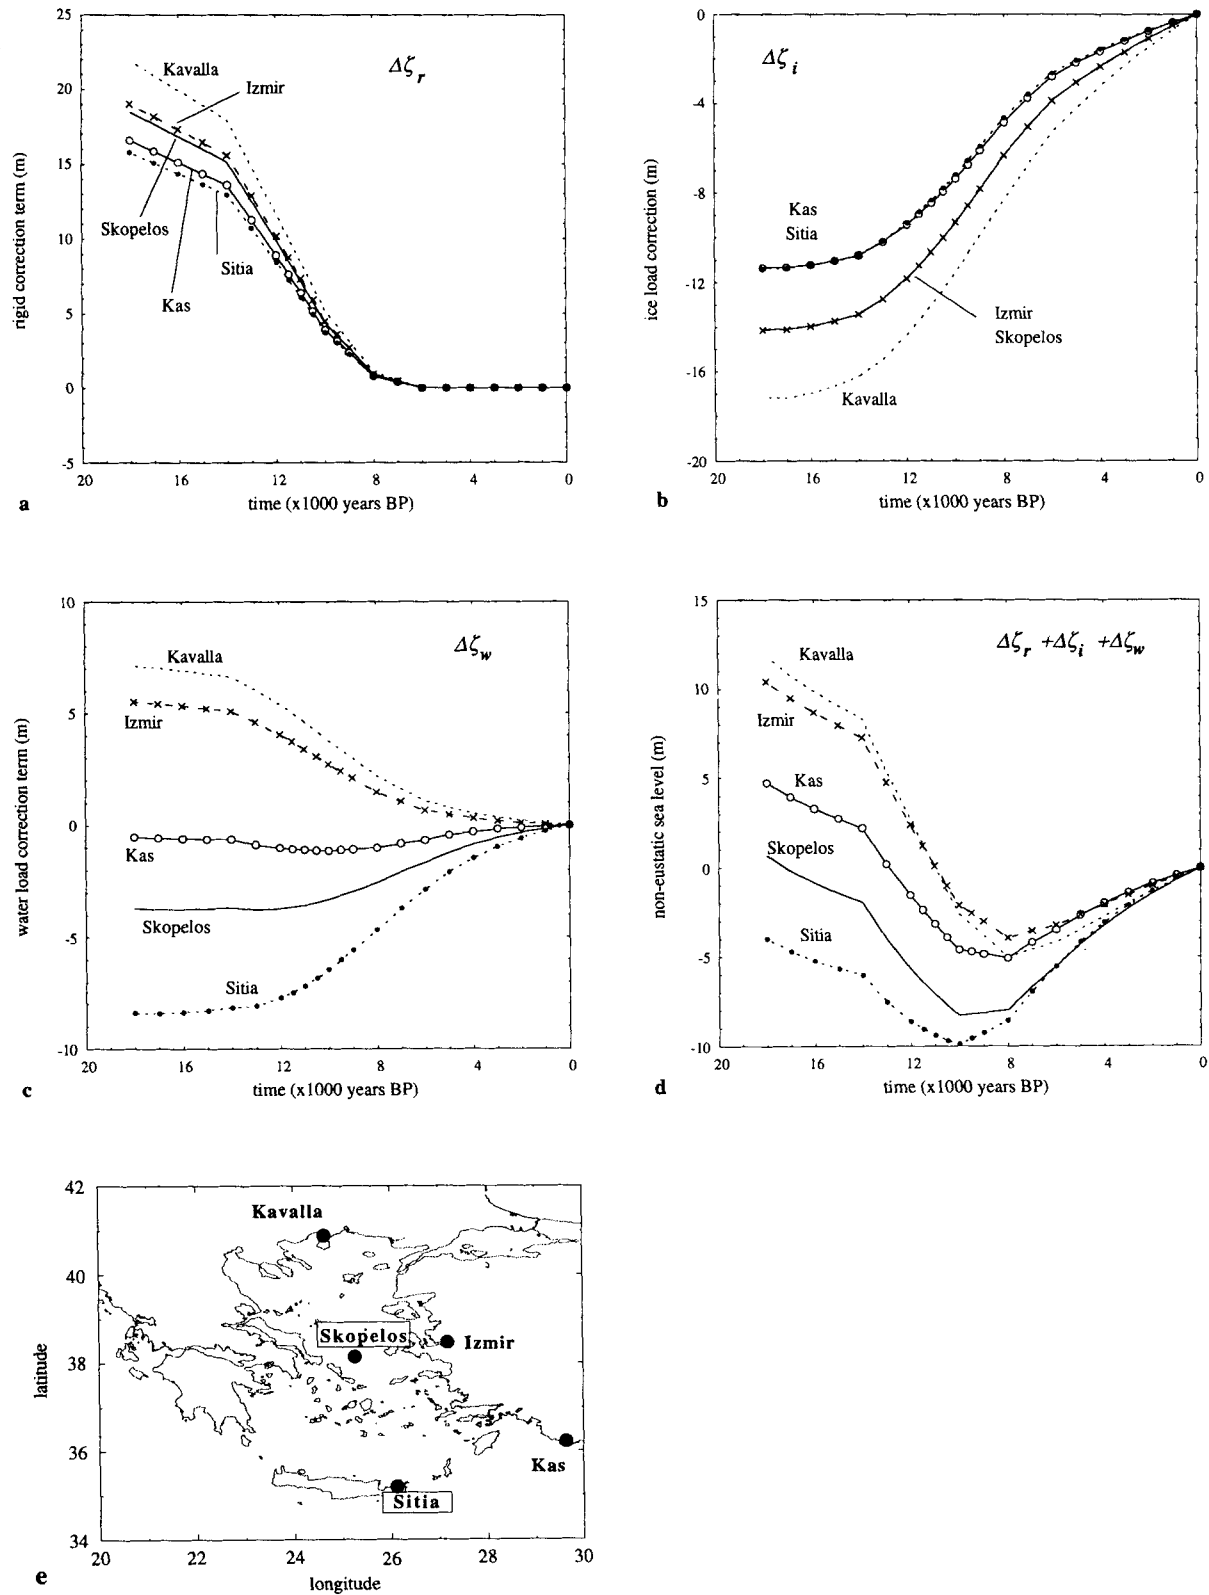 25
20
15
10
5
0
5
rigid correction term (m)
Δζr
Kavalla
Izmir
Skopelos
Sitia
Kas
20 16 12 8 4 0
time (x1000 years BP)
a
0
-4
-8
-12
-16
-20
ice load correction (m)
Δζi
Kas
Sitia
Izmir
Skopelos
Kavalla
20 16 12 8 4 0
time (x1000 years BP)
b
10
5
0
-5
-10
water load correction term (m)
Δζw
Kavalla
Izmir
Kas
Skopelos
Sitia
20 16 12 8 4 0
time (x1000 years BP)
c
15
10
5
0
-5
-10
non-eustatic sea level (m)
Δζr +Δζi +Δζw
Kavalla
Izmir
Kas
Skopelos
Sitia
20 16 12 8 4 0
time (x1000 years BP)
d
42
40
38
36
34
latitude
Kavalla
Skopelos
Izmir
Kas
Sitia
20 22 24 26 28 30
longitude
e